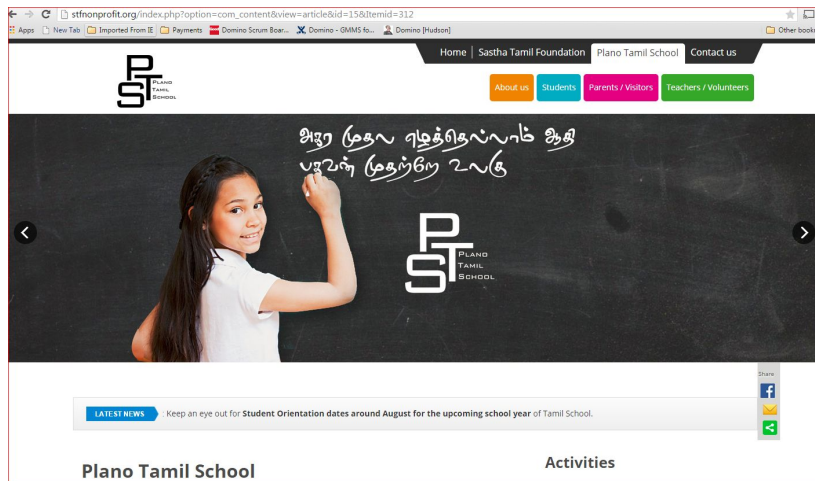 stfnonprofit.org/index.php?option=com_content&view=article&id=15&Itemid=312
Apps New Tab Imported From IE Payments Domino Scrum Boar... Domino - GMMS fo... Domino [Hudson] Other book
Home | Sastha Tamil Foundation Plano Tamil School Contact us
PTS
PLANO
TAMIL
SCHOOL
About us Students Parents / Visitors Teachers / Volunteers
அகர முதல எழுத்தெல்லாம் ஆதி
பகவன் முதற்றே உலகு
PTS
PLANO
TAMIL
SCHOOL
Share
LATEST NEWS : Keep an eye out for Student Orientation dates around August for the upcoming school year of Tamil School.
Plano Tamil School
Activities